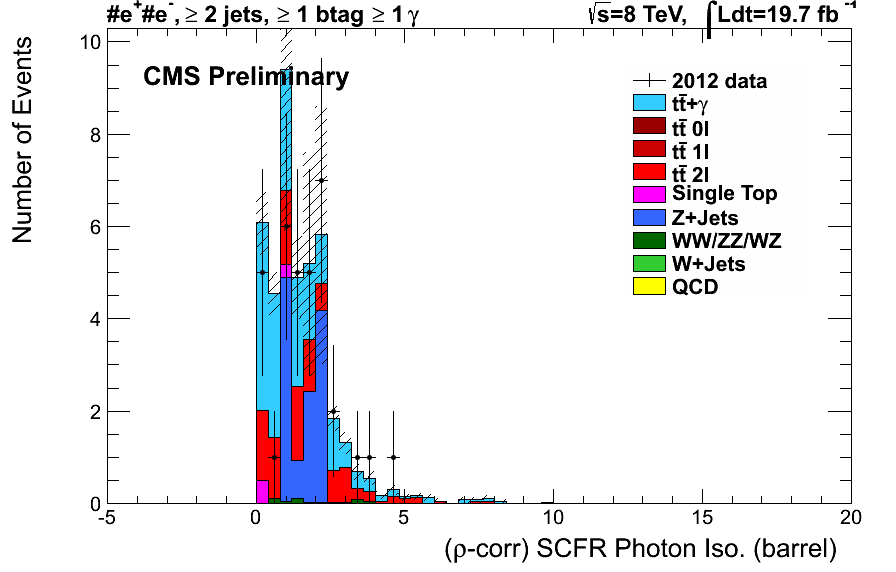 #e⁺#e⁻, ≥ 2 jets, ≥ 1 btag ≥ 1 γ
√s=8 TeV, ∫Ldt=19.7 fb⁻¹
CMS Preliminary
2012 data
tt̄+γ
tt̄ 0l
tt̄ 1l
tt̄ 2l
Single Top
Z+Jets
WW/ZZ/WZ
W+Jets
QCD
Number of Events
10
8
6
4
2
0
-5 0 5 10 15 20
(ρ-corr) SCFR Photon Iso. (barrel)